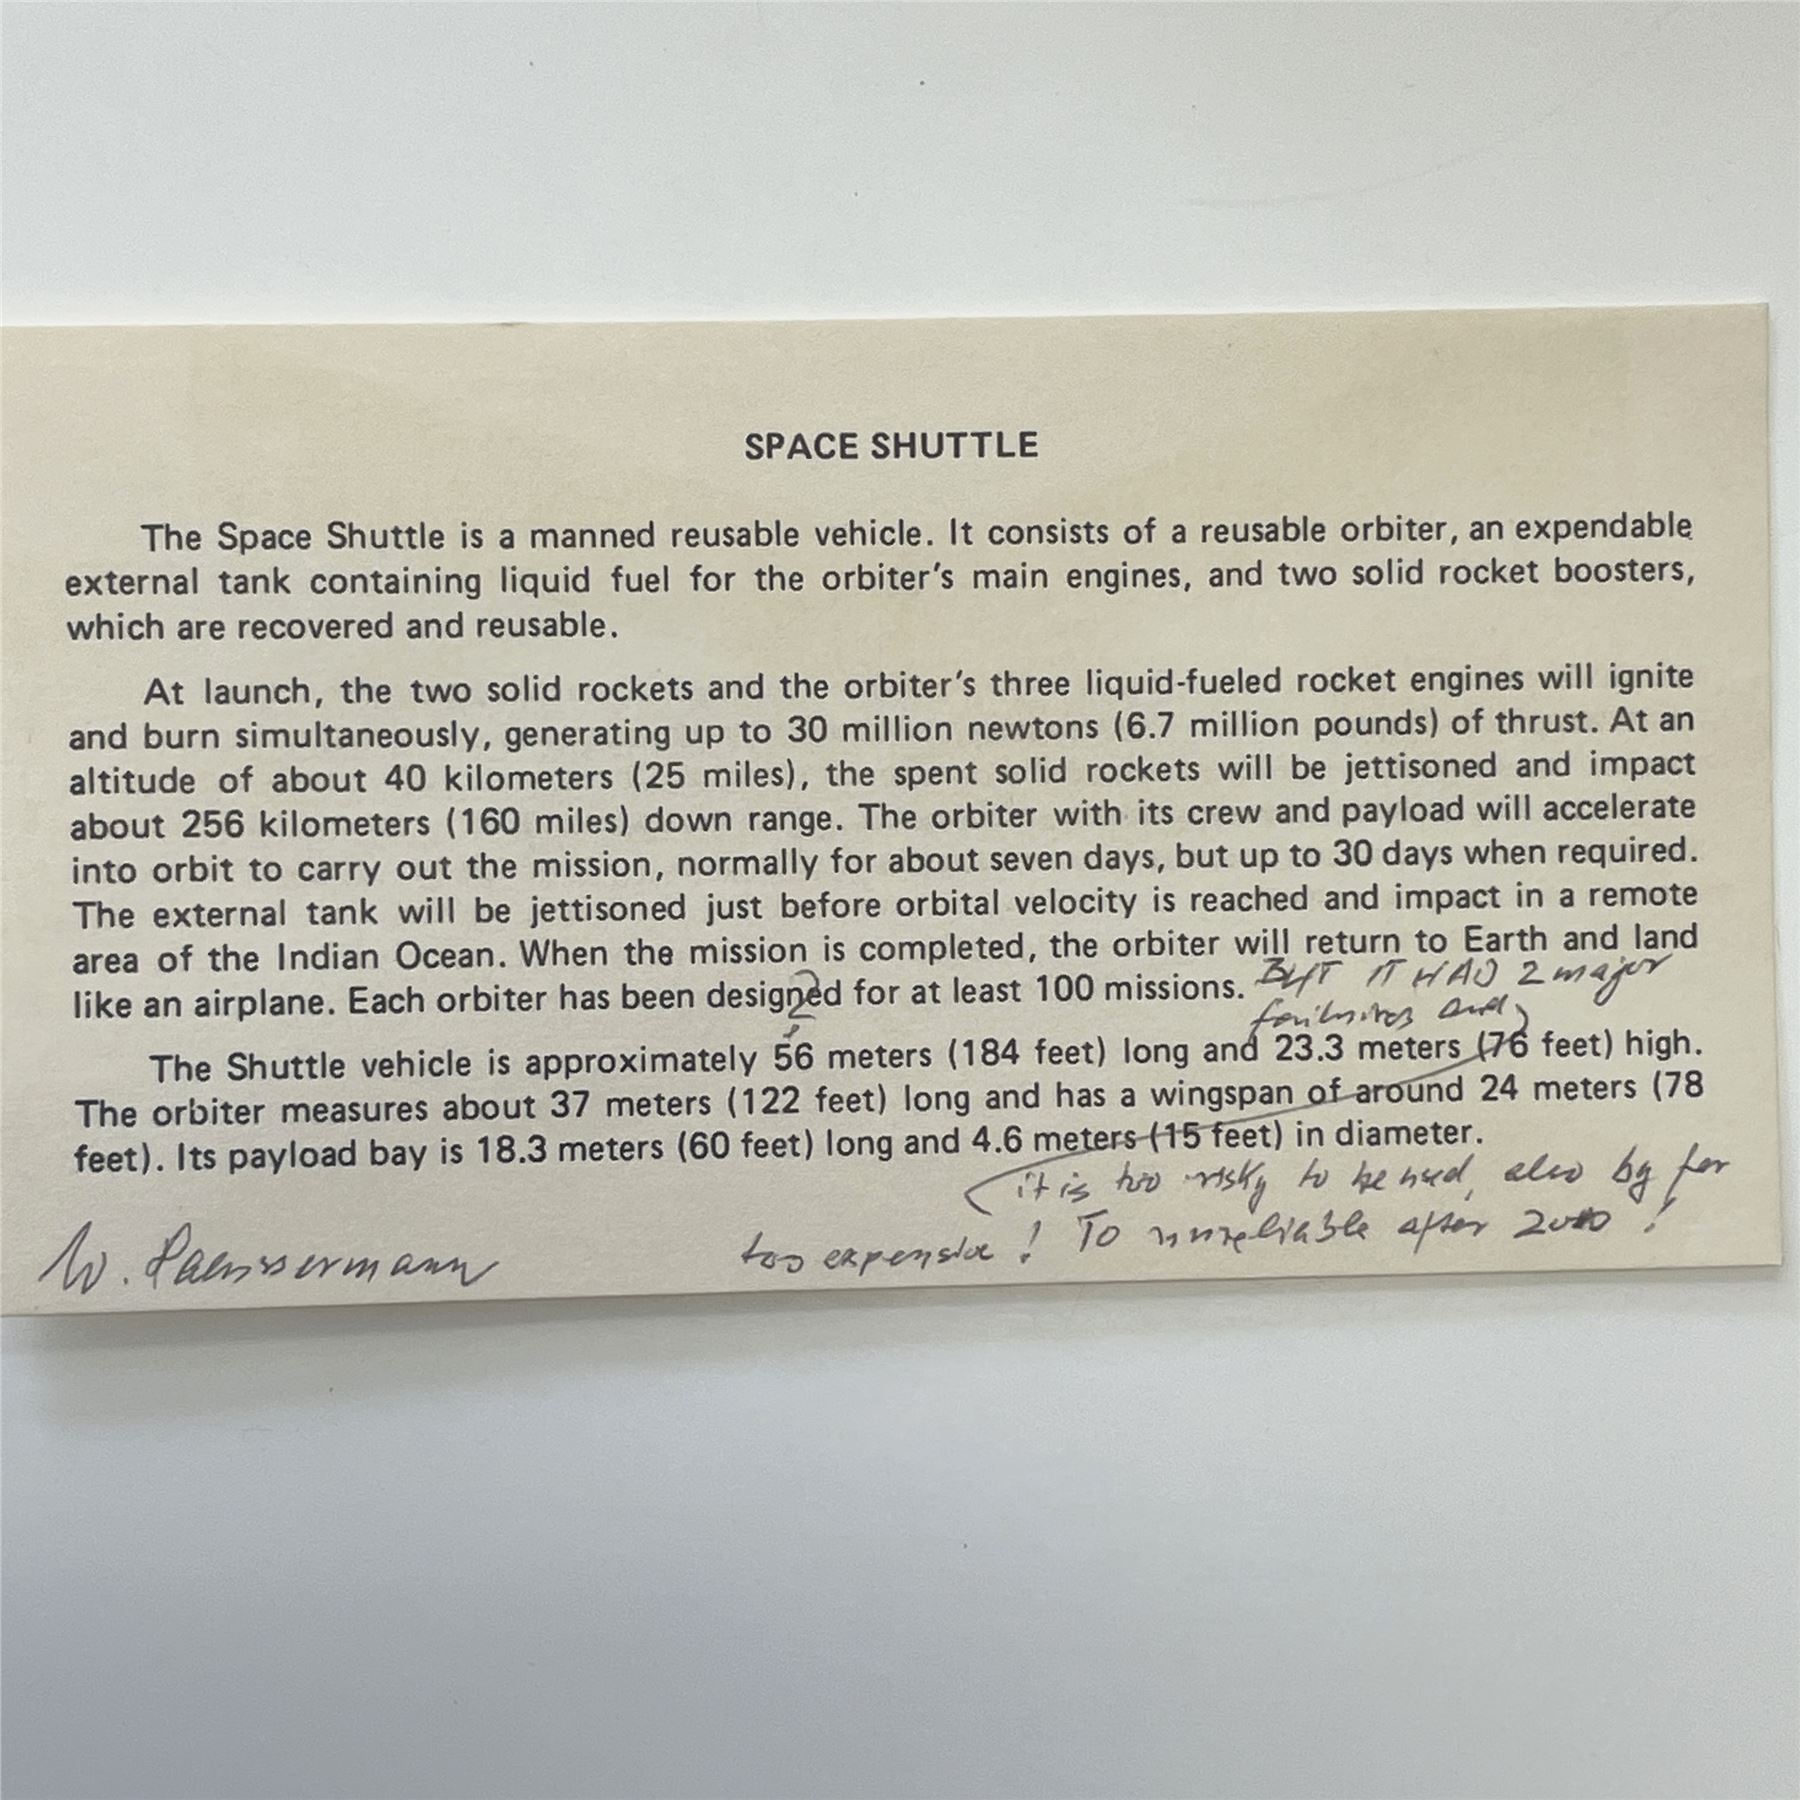 SPACE SHUTTLE
The Space Shuttle is a manned reusable vehicle. It consists of a reusable orbiter, an expendable
external tank containing liquid fuel for the orbiter's main engines, and two solid rocket boosters,
which are recovered and reusable.
At launch, the two solid rockets and the orbiter's three liquid-fueled rocket engines will ignite
and burn simultaneously, generating up to 30 million newtons (6.7 million pounds) of thrust. At an
altitude of about 40 kilometers (25 miles), the spent solid rockets will be jettisoned and impact
about 256 kilometers (160 miles) down range. The orbiter with its crew and payload will accelerate
into orbit to carry out the mission, normally for about seven days, but up to 30 days when required.
The external tank will be jettisoned just before orbital velocity is reached and impact in a remote
area of the Indian Ocean. When the mission is completed, the orbiter will return to Earth and land
like an airplane. Each orbiter has been designed for at least 100 missions. BUT IT HAD 2 major
failures and
?
The Shuttle vehicle is approximately 56 meters (184 feet) long and 23.3 meters (76 feet) high.
The orbiter measures about 37 meters (122 feet) long and has a wingspan of around 24 meters (78
feet). Its payload bay is 18.3 meters (60 feet) long and 4.6 meters (15 feet) in diameter.
it is too risky to be used, also by far
too expensive! To unreliable after 2000!
W. Haeussermann